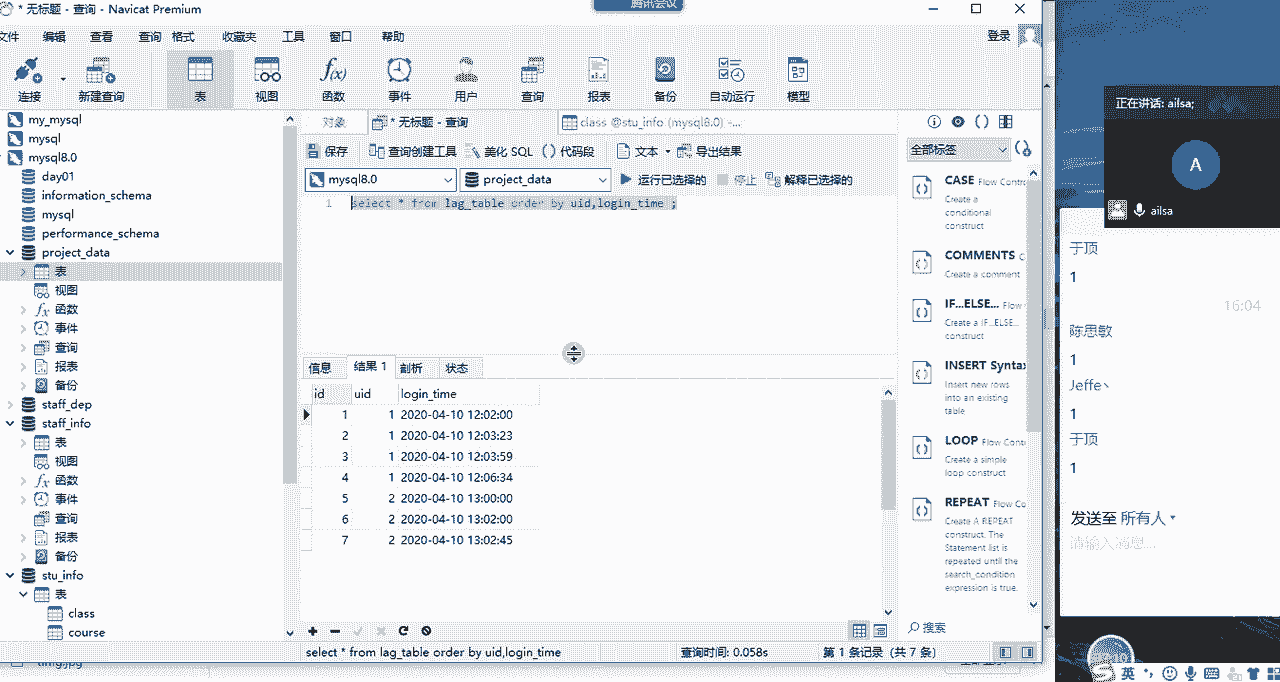 * 无标题 - 查询 - Navicat Premium
腾讯会议
文件 编辑 查看 查询 格式 收藏夹 工具 窗口 帮助 登录
连接 新建查询 表 视图 函数 事件 用户 查询 报表 备份 自动运行 模型
my_mysql
mysql
mysql8.0
day01
information_schema
mysql
performance_schema
project_data
表
视图
函数
事件
查询
报表
备份
staff_dep
staff_info
表
视图
函数
事件
查询
报表
备份
stu_info
表
class
course
对象 * 无标题 - 查询 class @stu_info (mysql8.0) -...
保存 查询创建工具 美化 SQL () 代码段 文本 导出结果
mysql8.0 project_data 运行已选择的 停止 解释已选择的
1 select * from lag_table order by uid,login_time ;
信息 结果 1 剖析 状态
id uid login_time
1 1 2020-04-10 12:02:00
2 1 2020-04-10 12:03:23
3 1 2020-04-10 12:03:59
4 1 2020-04-10 12:06:34
5 2 2020-04-10 13:00:00
6 2 2020-04-10 13:02:00
7 2 2020-04-10 13:02:45
select * from lag_table order by uid,login_time 查询时间: 0.058s 第 1 条记录 (共 7 条)
全部标签
CASE Flow Contr
Create a
conditional
construct
COMMENTS C
Create a comment
IF...ELSE... Flow
Create a IF...ELSE...
construct
INSERT Syntax
Insert new rows
into an existing
table
LOOP Flow Cont
Create a simple
loop construct
REPEAT Flow Co
Create A REPEAT
construct. The
Statement list is
repeated until the
search_condition
expression is true.
搜索
正在讲话: ailsa;
A
ailsa
于顶
1
16:04
陈思敏
1
Jeffe丶
1
于顶
1
发送至 所有人
请输入消息...
英